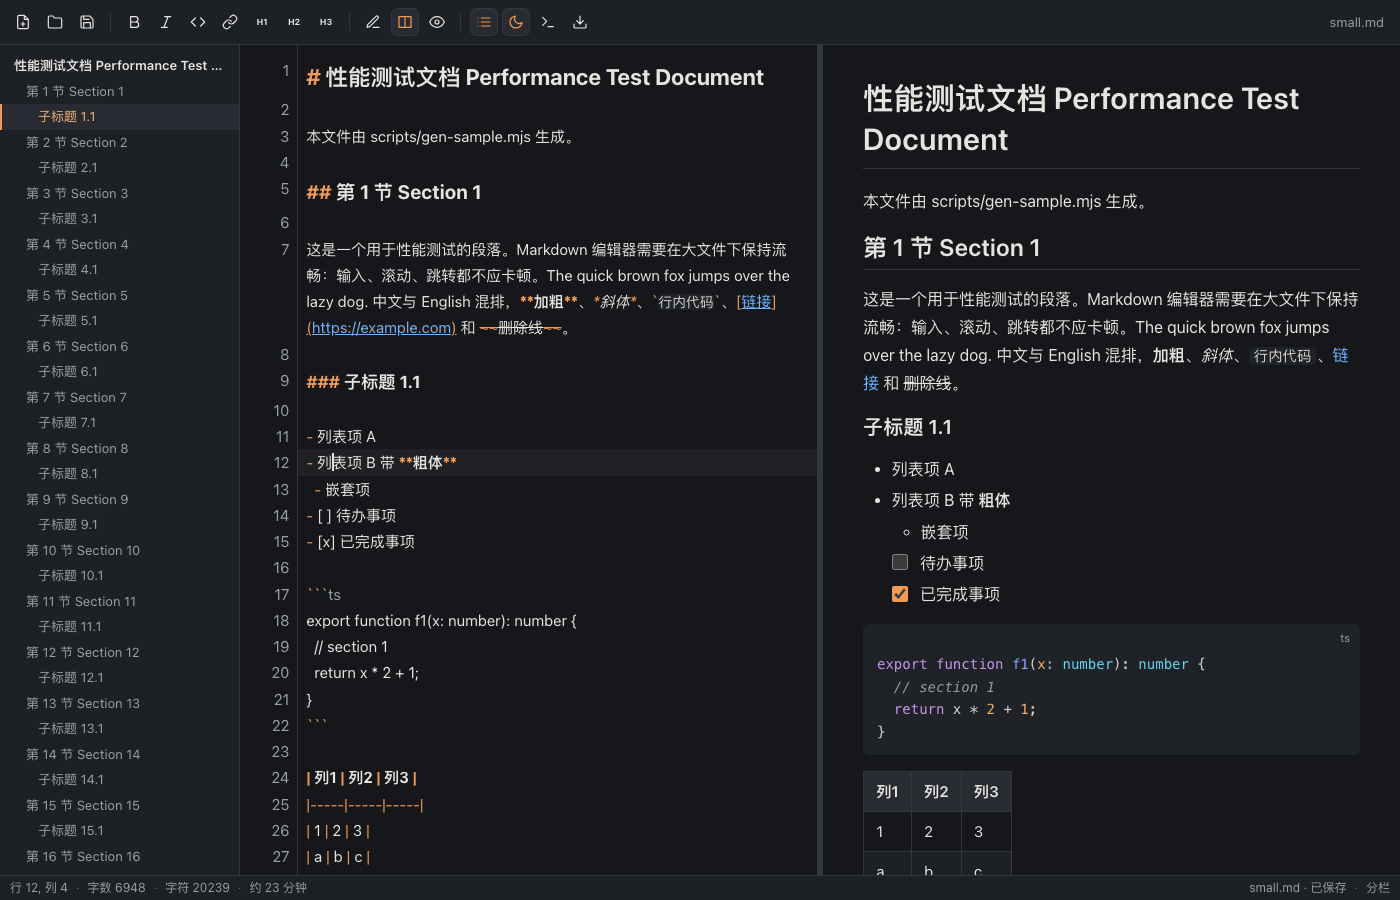 B I H1 H2 H3 small.md
性能测试文档 Performance Test ...
第 1 节 Section 1
子标题 1.1
第 2 节 Section 2
子标题 2.1
第 3 节 Section 3
子标题 3.1
第 4 节 Section 4
子标题 4.1
第 5 节 Section 5
子标题 5.1
第 6 节 Section 6
子标题 6.1
第 7 节 Section 7
子标题 7.1
第 8 节 Section 8
子标题 8.1
第 9 节 Section 9
子标题 9.1
第 10 节 Section 10
子标题 10.1
第 11 节 Section 11
子标题 11.1
第 12 节 Section 12
子标题 12.1
第 13 节 Section 13
子标题 13.1
第 14 节 Section 14
子标题 14.1
第 15 节 Section 15
子标题 15.1
第 16 节 Section 16
1 # 性能测试文档 Performance Test Document
2
3 本文件由 scripts/gen-sample.mjs 生成。
4
5 ## 第 1 节 Section 1
6
7 这是一个用于性能测试的段落。Markdown 编辑器需要在大文件下保持流
畅：输入、滚动、跳转都不应卡顿。The quick brown fox jumps over the
lazy dog. 中文与 English 混排，**加粗**、*斜体*、`行内代码`、[链接]
(https://example.com) 和 ~~删除线~~。
8
9 ### 子标题 1.1
10
11 - 列表项 A
12 - 列表项 B 带 **粗体**
13 - 嵌套项
14 - [ ] 待办事项
15 - [x] 已完成事项
16
17 ```ts
18 export function f1(x: number): number {
19 // section 1
20 return x * 2 + 1;
21 }
22 ```
23
24 | 列1 | 列2 | 列3 |
25 |-----|-----|-----|
26 | 1 | 2 | 3 |
27 | a | b | c |
性能测试文档 Performance Test
Document
本文件由 scripts/gen-sample.mjs 生成。
第 1 节 Section 1
这是一个用于性能测试的段落。Markdown 编辑器需要在大文件下保持
流畅：输入、滚动、跳转都不应卡顿。The quick brown fox jumps
over the lazy dog. 中文与 English 混排，加粗、斜体、行内代码、链
接 和 删除线。
子标题 1.1
• 列表项 A
• 列表项 B 带 粗体
◦ 嵌套项
待办事项
已完成事项
ts
export function f1(x: number): number {
// section 1
return x * 2 + 1;
}
列1 列2 列3
1 2 3
a b c
行 12, 列 4 · 字数 6948 · 字符 20239 · 约 23 分钟 small.md · 已保存 · 分栏